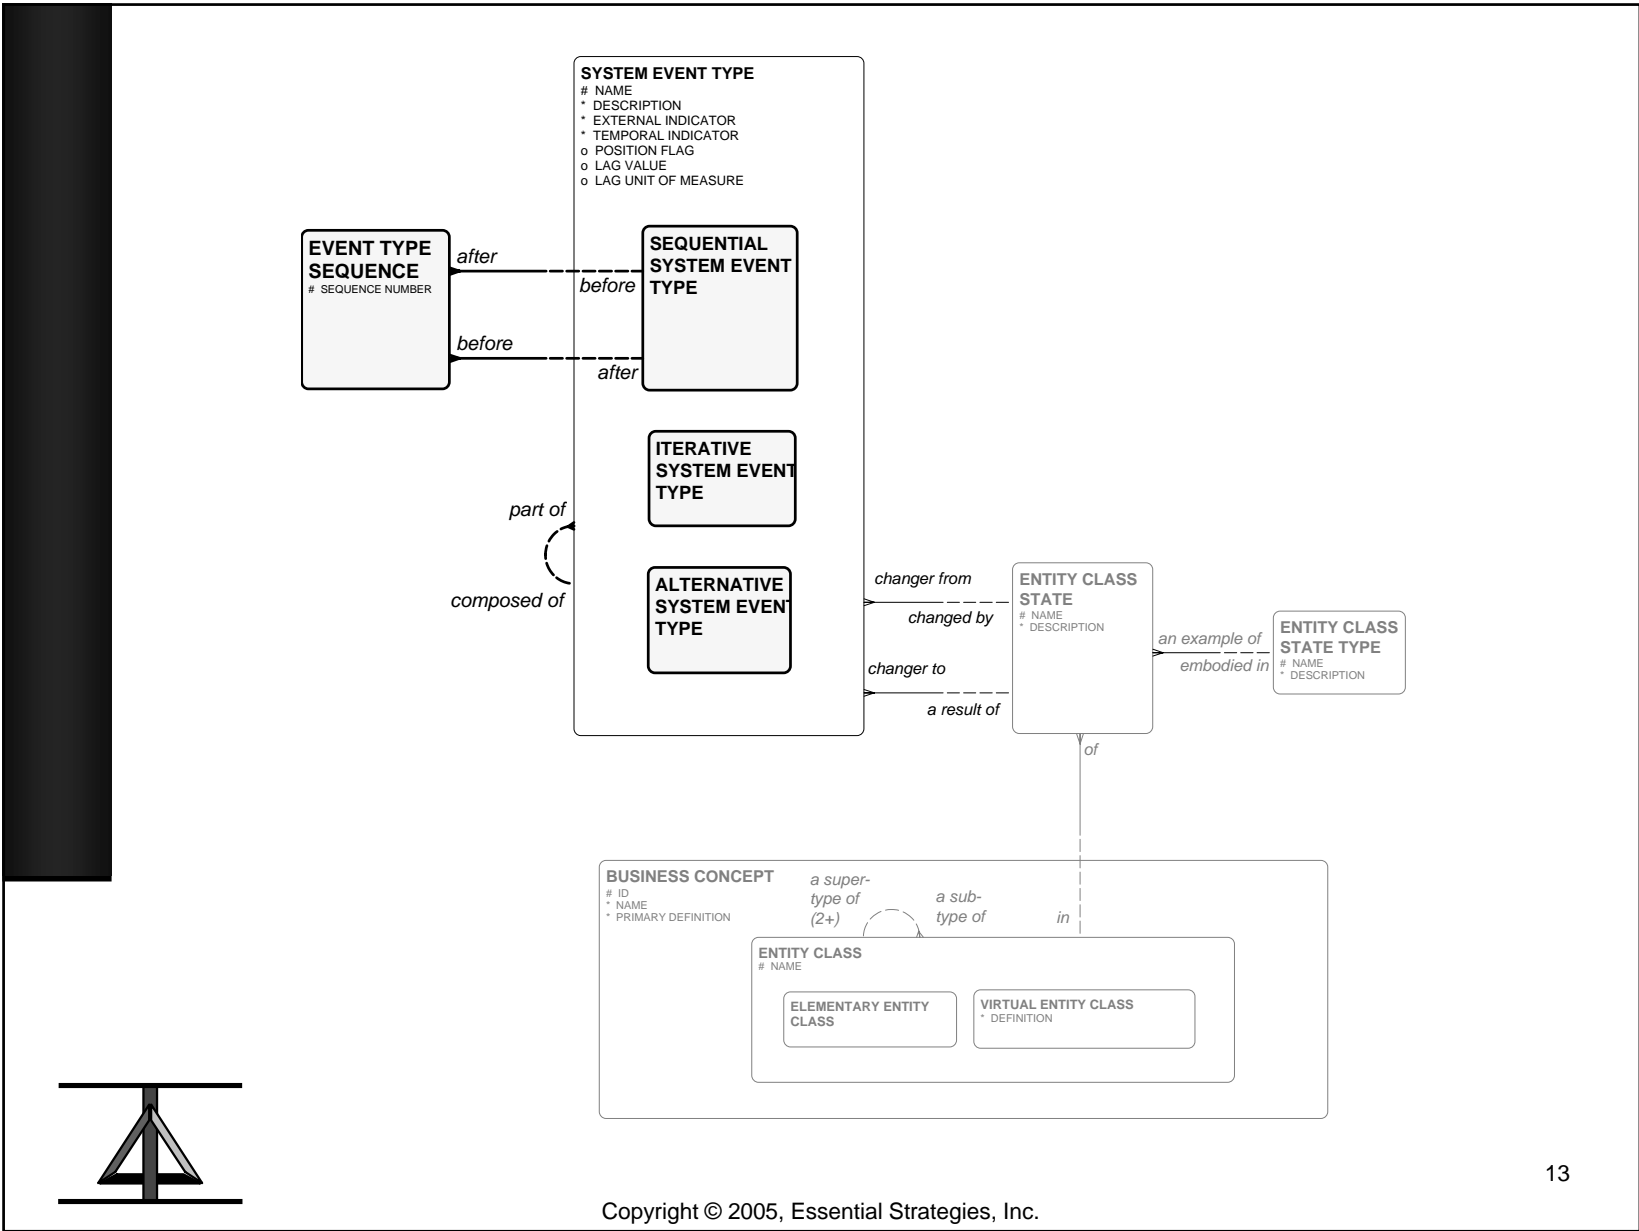 SYSTEM EVENT TYPE
# NAME
* DESCRIPTION
* EXTERNAL INDICATOR
* TEMPORAL INDICATOR
o POSITION FLAG
o LAG VALUE
o LAG UNIT OF MEASURE
EVENT TYPE
SEQUENCE
# SEQUENCE NUMBER
after
before
before
after
SEQUENTIAL
SYSTEM EVENT
TYPE
ITERATIVE
SYSTEM EVENT
TYPE
part of
composed of
ALTERNATIVE
SYSTEM EVENT
TYPE
changer from
changed by
changer to
a result of
ENTITY CLASS
STATE
# NAME
* DESCRIPTION
an example of
embodied in
ENTITY CLASS
STATE TYPE
# NAME
* DESCRIPTION
of
in
BUSINESS CONCEPT
# ID
* NAME
* PRIMARY DEFINITION
a super-
type of
(2+)
a sub-
type of
ENTITY CLASS
# NAME
ELEMENTARY ENTITY
CLASS
VIRTUAL ENTITY CLASS
* DEFINITION
13
Copyright © 2005, Essential Strategies, Inc.